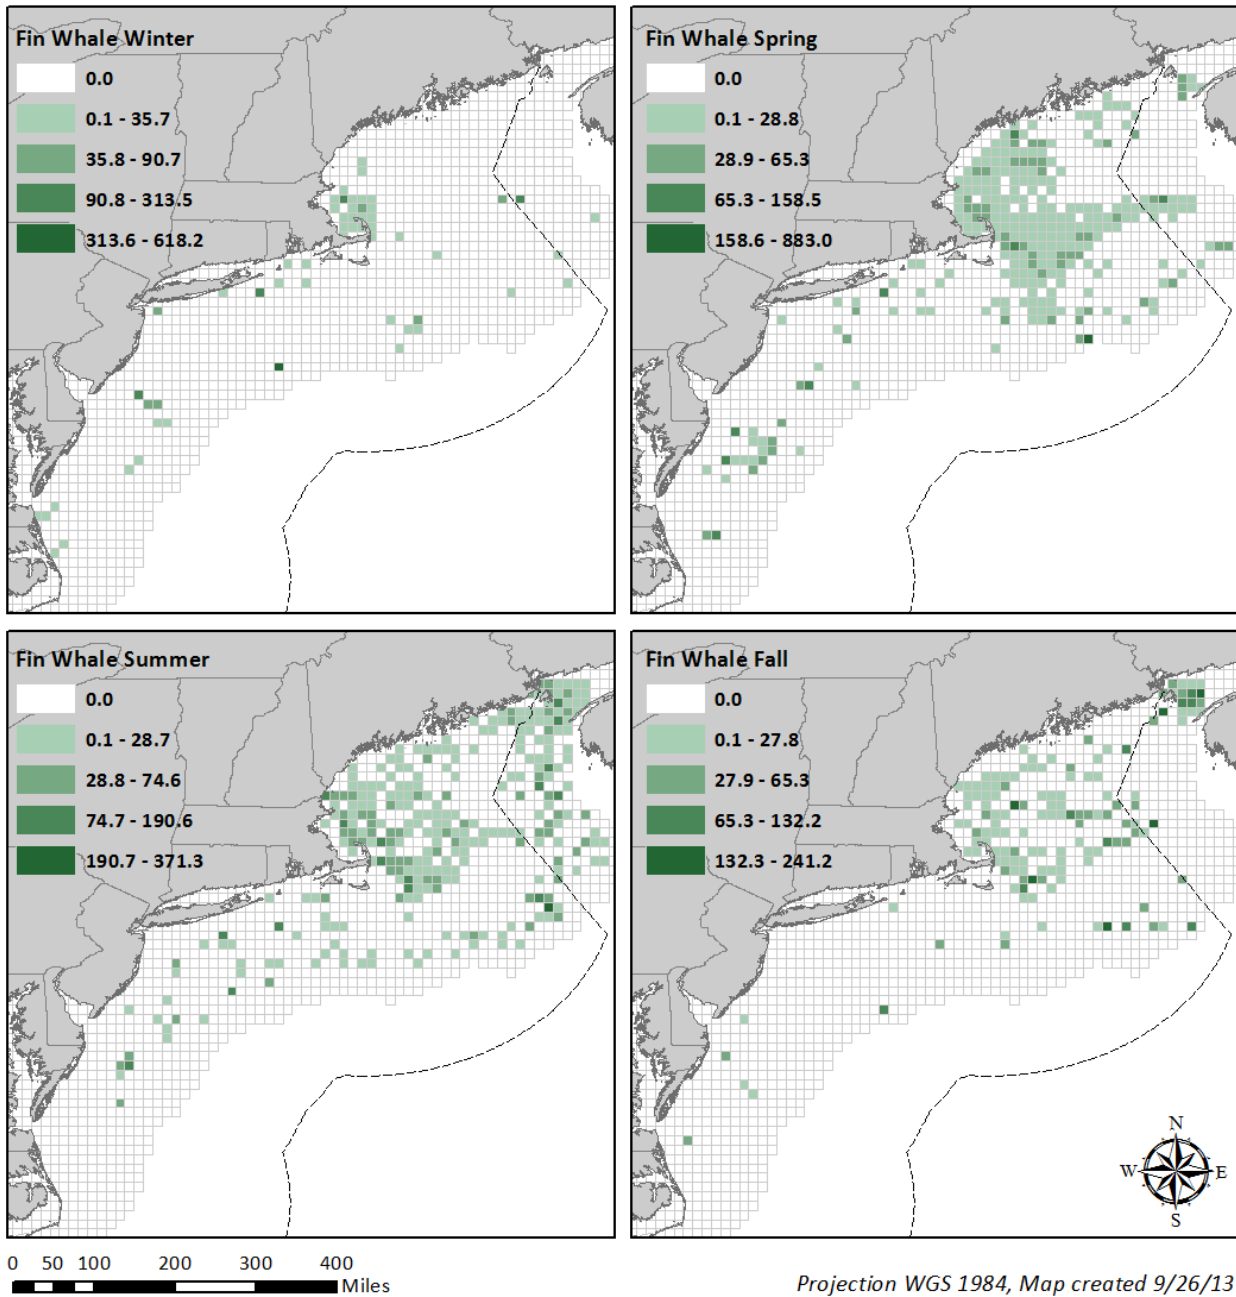 Fin Whale Winter
0.0
0.1 - 35.7
35.8 - 90.7
90.8 - 313.5
313.6 - 618.2
Fin Whale Spring
0.0
0.1 - 28.8
28.9 - 65.3
65.3 - 158.5
158.6 - 883.0
Fin Whale Summer
0.0
0.1 - 28.7
28.8 - 74.6
74.7 - 190.6
190.7 - 371.3
Fin Whale Fall
0.0
0.1 - 27.8
27.9 - 65.3
65.3 - 132.2
132.3 - 241.2
N
W E
S
0 50 100 200 300 400
Miles
Projection WGS 1984, Map created 9/26/13